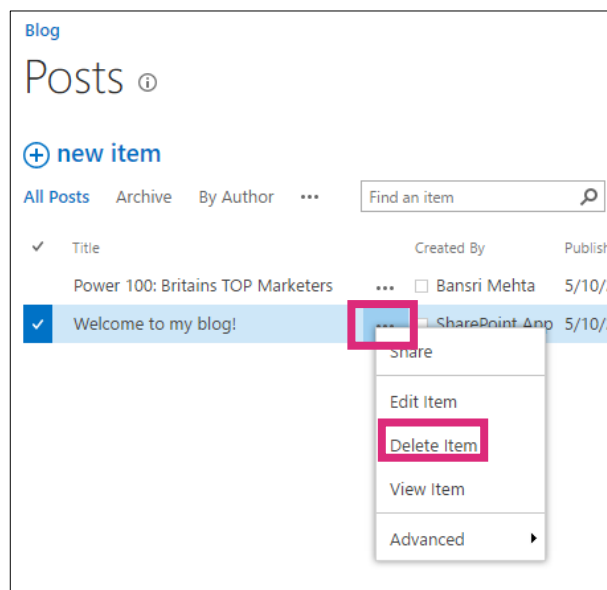 Blog
Posts
new item
All Posts Archive By Author ••• Find an item
Title Created By Publish
Power 100: Britains TOP Marketers ••• Bansri Mehta 5/10/
Welcome to my blog! ••• SharePoint App 5/10/
Share
Edit Item
Delete Item
View Item
Advanced